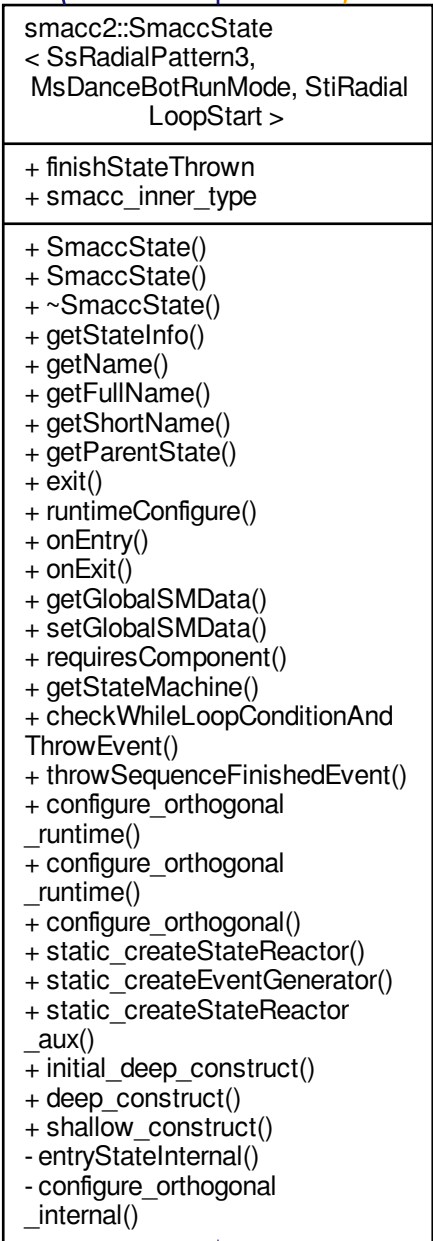 smacc2::SmaccState
< SsRadialPattern3,
MsDanceBotRunMode, StiRadial
LoopStart >
+ finishStateThrown
+ smacc_inner_type
+ SmaccState()
+ SmaccState()
+ ~SmaccState()
+ getStateInfo()
+ getName()
+ getFullName()
+ getShortName()
+ getParentState()
+ exit()
+ runtimeConfigure()
+ onEntry()
+ onExit()
+ getGlobalSMData()
+ setGlobalSMData()
+ requiresComponent()
+ getStateMachine()
+ checkWhileLoopConditionAnd
ThrowEvent()
+ throwSequenceFinishedEvent()
+ configure_orthogonal
_runtime()
+ configure_orthogonal
_runtime()
+ configure_orthogonal()
+ static_createStateReactor()
+ static_createEventGenerator()
+ static_createStateReactor
_aux()
+ initial_deep_construct()
+ deep_construct()
+ shallow_construct()
- entryStateInternal()
- configure_orthogonal
_internal()